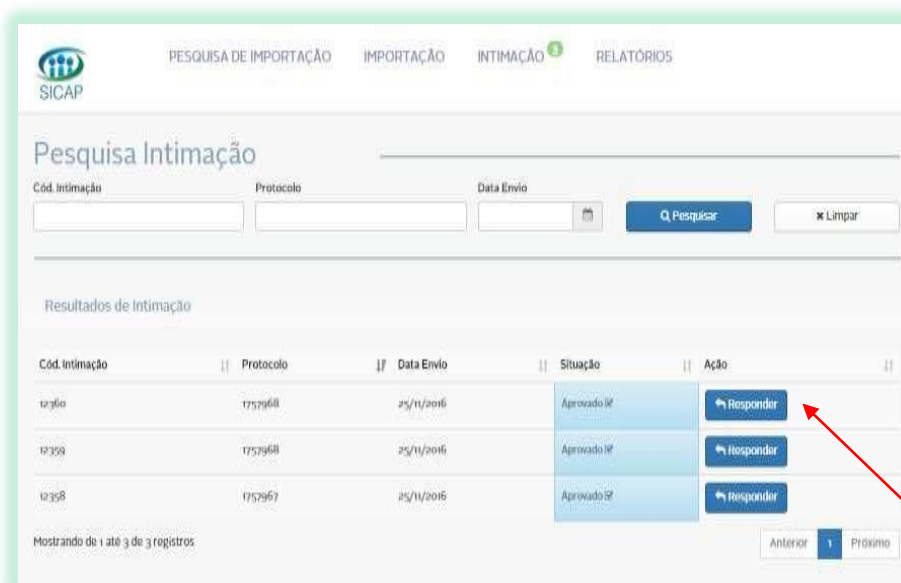 SICAP
PESQUISA DE IMPORTAÇÃO IMPORTAÇÃO INTIMAÇÃO 3 RELATÓRIOS
Pesquisa Intimação
Cód. Intimação Protocolo Data Envio
Pesquisar Limpar
Resultados de Intimação
Cód. Intimação Protocolo Data Envio Situação Ação
12360 1757968 25/11/2016 Aprovado Responder
12359 1757968 25/11/2016 Aprovado Responder
12358 1757967 25/11/2016 Aprovado Responder
Mostrando de 1 até 3 de 3 registros
Anterior 1 Próximo